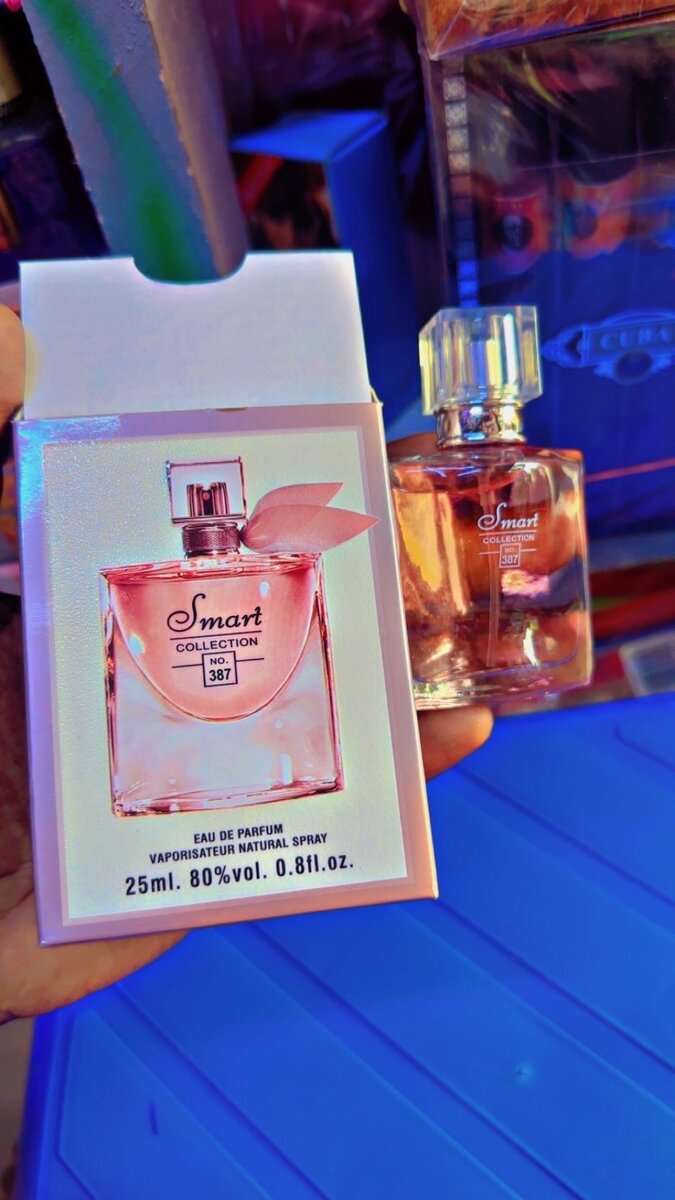 Smart
COLLECTION
NO.
387
EAU DE PARFUM
VAPORISATEUR NATURAL SPRAY
25ml. 80%vol. 0.8fl.oz.
Smart
COLLECTION
NO.
387
CUBA